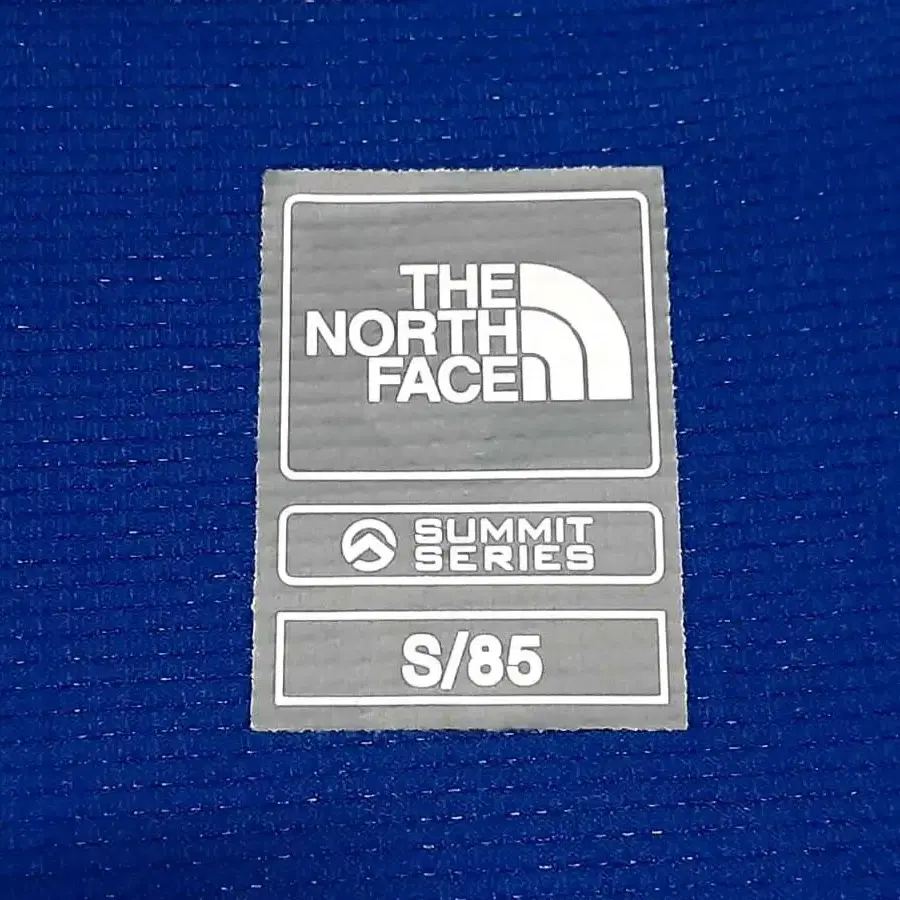 THE
NORTH
FACE
SUMMIT
SERIES
S/85